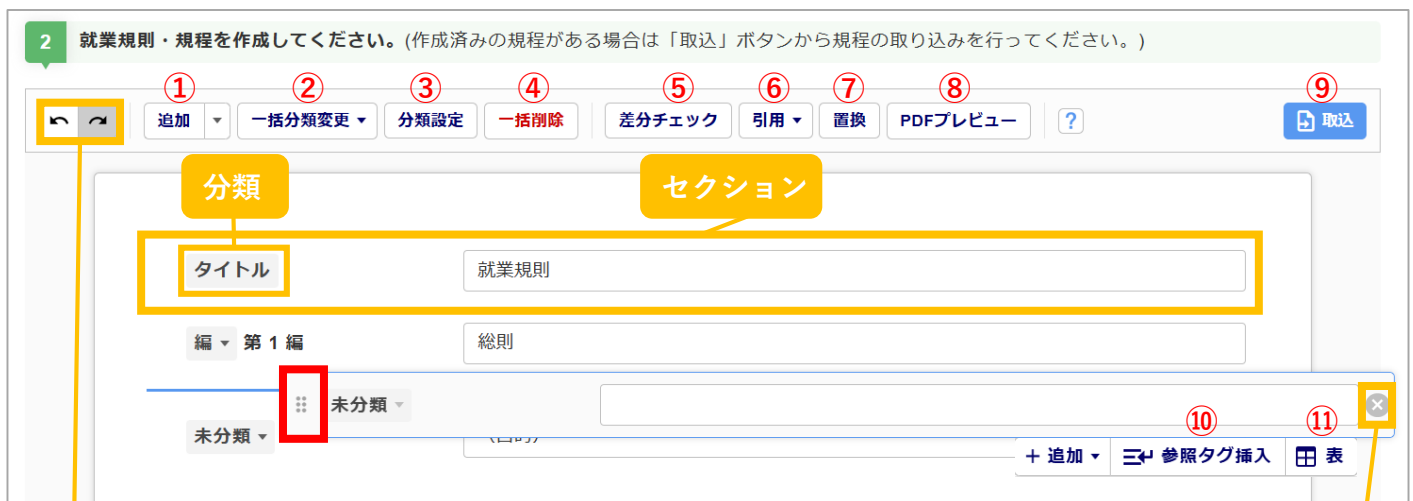 2 就業規則・規程を作成してください。(作成済みの規程がある場合は「取込」ボタンから規程の取り込みを行ってください。)
① ② ③ ④ ⑤ ⑥ ⑦ ⑧ ⑨
追加 一括分類変更 分類設定 一括削除 差分チェック 引用 置換 PDFプレビュー ? 取込
分類 セクション
タイトル 就業規則
編 第 1 編 総則
未分類
⑩ ⑪
未分類 (目的)
+ 追加 参照タグ挿入 表